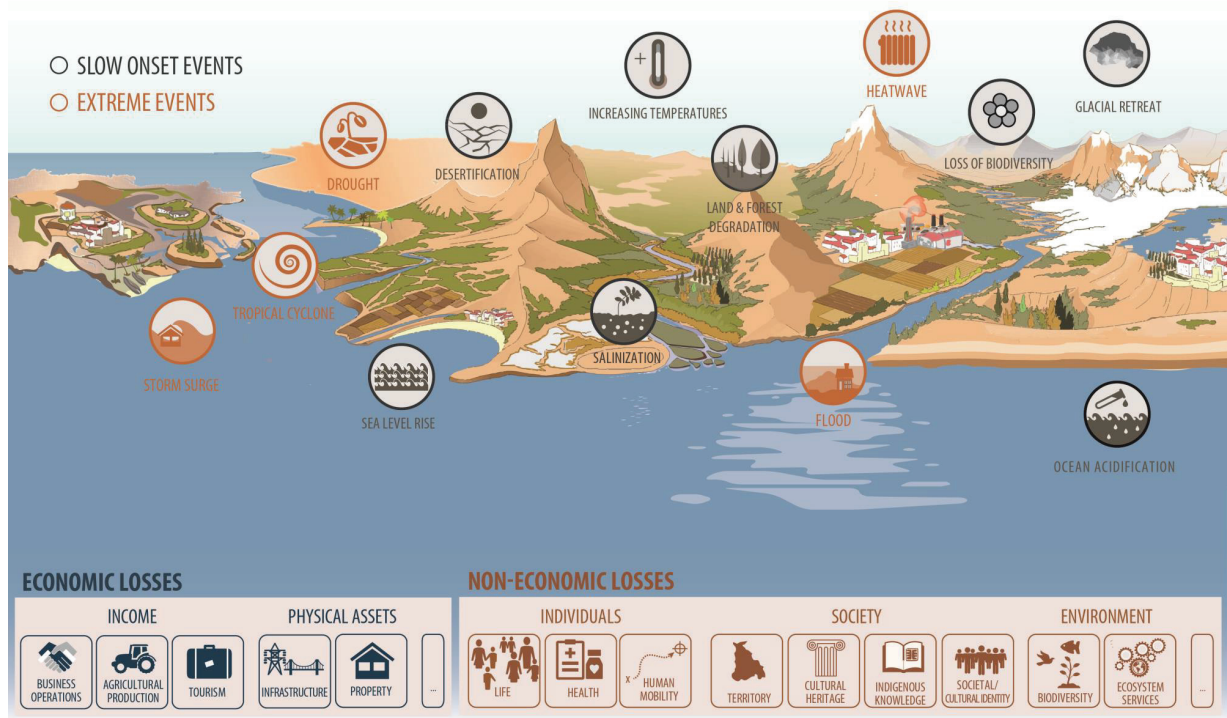 SLOW ONSET EVENTS
EXTREME EVENTS
INCREASING TEMPERATURES
HEATWAVE
GLACIAL RETREAT
DROUGHT
DESERTIFICATION
LOSS OF BIODIVERSITY
LAND & FOREST
DEGRADATION
TROPICAL CYCLONE
STORM SURGE
SALINIZATION
SEA LEVEL RISE
FLOOD
OCEAN ACIDIFICATION
ECONOMIC LOSSES
INCOME
BUSINESS
OPERATIONS
AGRICULTURAL
PRODUCTION
TOURISM
PHYSICAL ASSETS
INFRASTRUCTURE
PROPERTY
...
NON-ECONOMIC LOSSES
INDIVIDUALS
LIFE
HEALTH
X
HUMAN
MOBILITY
SOCIETY
TERRITORY
CULTURAL
HERITAGE
INDIGENOUS
KNOWLEDGE
SOCIETAL/
CULTURAL IDENTITY
ENVIRONMENT
BIODIVERSITY
ECOSYSTEM
SERVICES
...